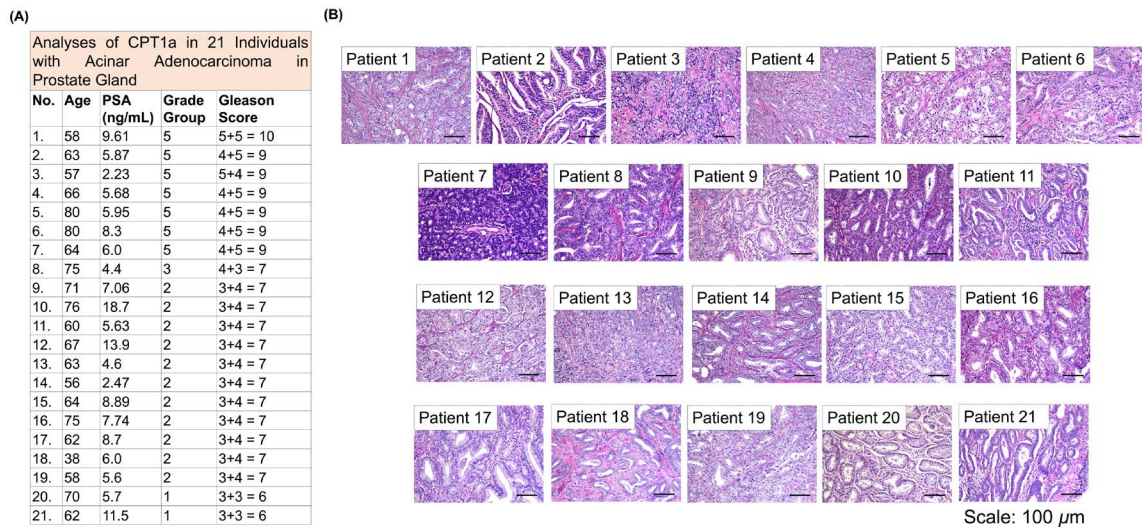 (A)
Analyses of CPT1a in 21 Individuals
with Acinar Adenocarcinoma in
Prostate Gland
No. Age PSA (ng/mL) Grade Group Gleason Score
1. 58 9.61 5 5+5 = 10
2. 63 5.87 5 4+5 = 9
3. 57 2.23 5 5+4 = 9
4. 66 5.68 5 4+5 = 9
5. 80 5.95 5 4+5 = 9
6. 80 8.3 5 4+5 = 9
7. 64 6.0 5 4+5 = 9
8. 75 4.4 3 4+3 = 7
9. 71 7.06 2 3+4 = 7
10. 76 18.7 2 3+4 = 7
11. 60 5.63 2 3+4 = 7
12. 67 13.9 2 3+4 = 7
13. 63 4.6 2 3+4 = 7
14. 56 2.47 2 3+4 = 7
15. 64 8.89 2 3+4 = 7
16. 75 7.74 2 3+4 = 7
17. 62 8.7 2 3+4 = 7
18. 38 6.0 2 3+4 = 7
19. 58 5.6 2 3+4 = 7
20. 70 5.7 1 3+3 = 6
21. 62 11.5 1 3+3 = 6
(B)
Patient 1 Patient 2 Patient 3 Patient 4 Patient 5 Patient 6
Patient 7 Patient 8 Patient 9 Patient 10 Patient 11
Patient 12 Patient 13 Patient 14 Patient 15 Patient 16
Patient 17 Patient 18 Patient 19 Patient 20 Patient 21
Scale: 100 µm